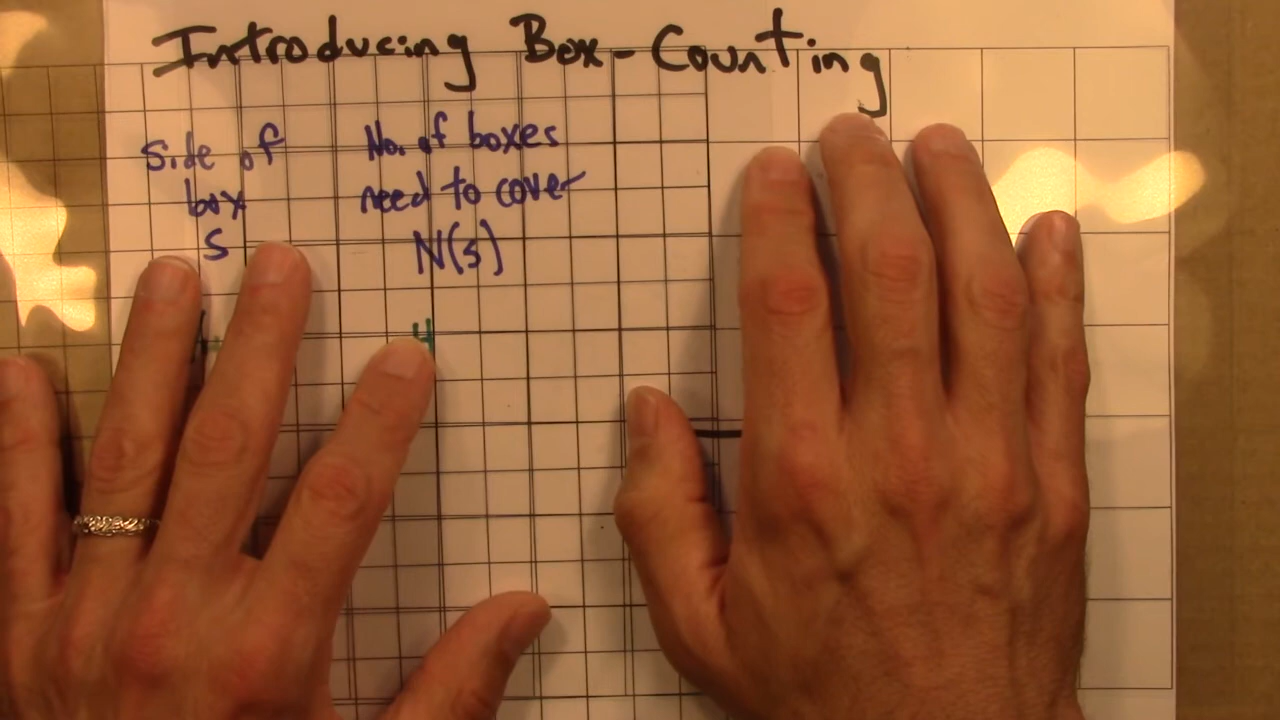 Introducing Box-Counting
Side of
box
s
No. of boxes
need to cover
N(s)
4